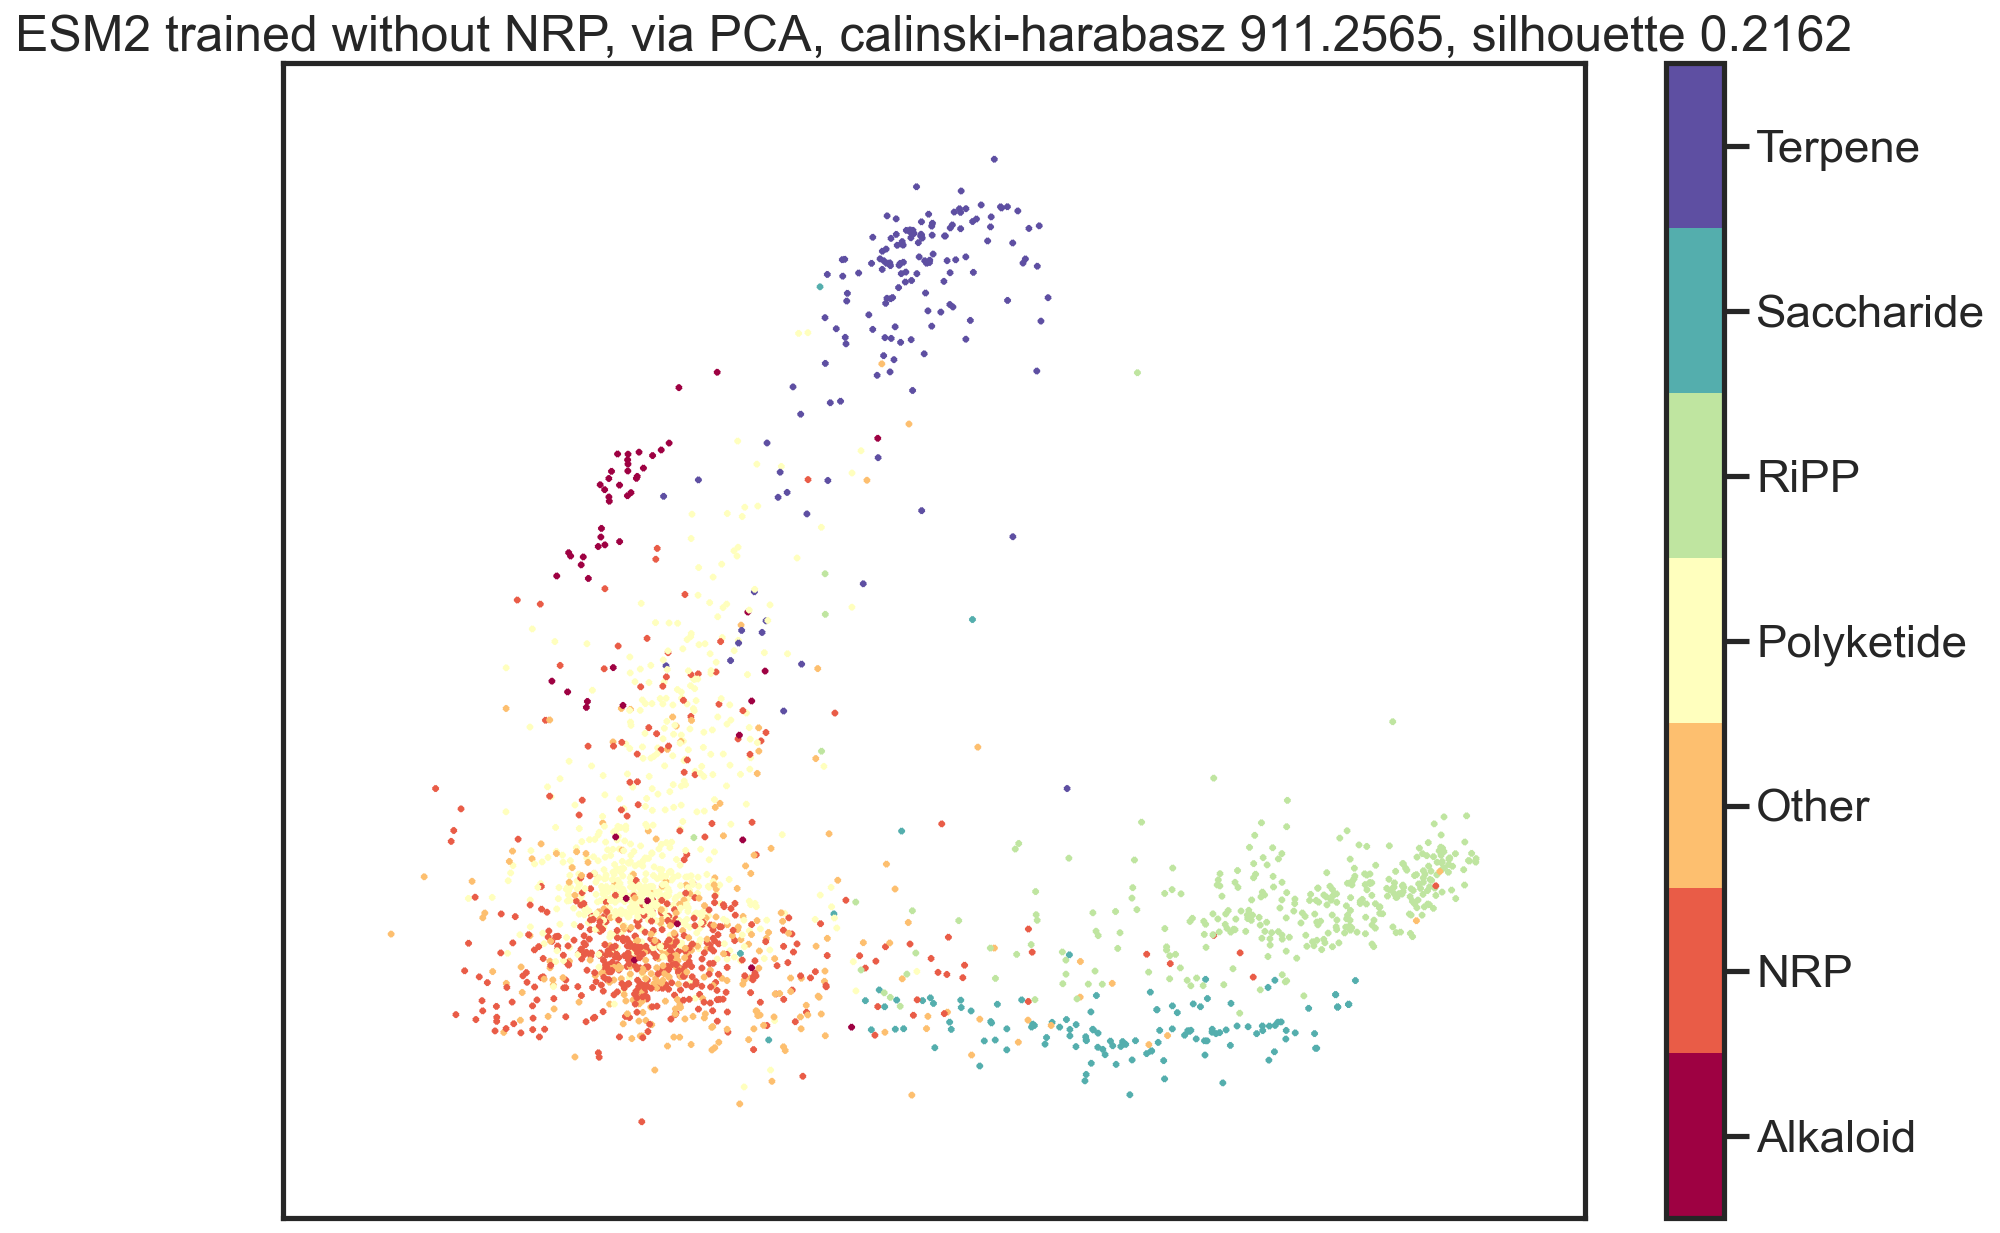 ESM2 trained without NRP, via PCA, calinski-harabasz 911.2565, silhouette 0.2162
Terpene
Saccharide
RiPP
Polyketide
Other
NRP
Alkaloid